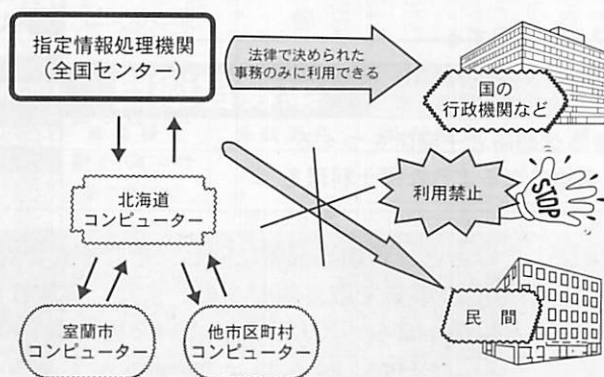 指定情報処理機関
(全国センター)
法律で決められた
事務のみに利用できる
国の
行政機関など
北海道
コンピューター
利用禁止
STOP
室蘭市
コンピューター
他市区町村
コンピューター
民 間